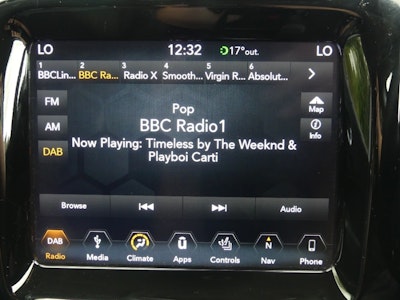 LO 12:32 17° out. LO
1 2 3 4 5 6
BBCLin... BBC Ra... Radio X Smooth... Virgin R... Absolut...
FM
Map
AM
Info
DAB
Pop
BBC Radio1
Now Playing: Timeless by The Weeknd &
Playboi Carti
Browse Audio
DAB N
Radio Media Climate Apps Controls Nav Phone